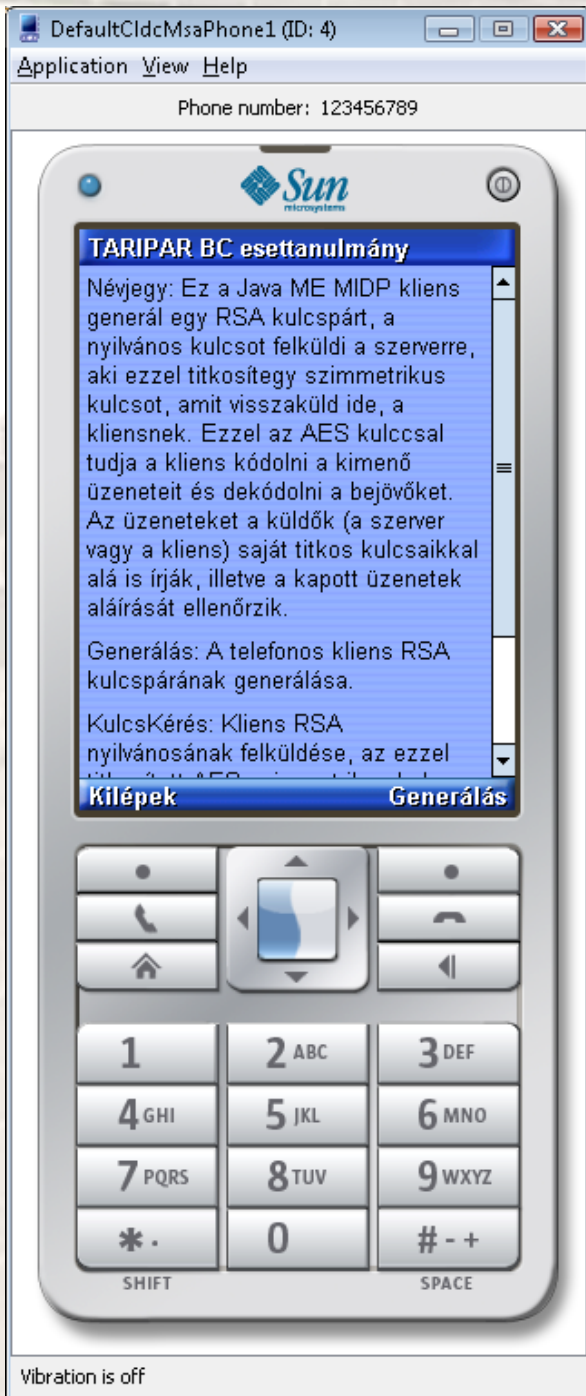 DefaultCldcMsaPhone1 (ID: 4)
Application View Help
Phone number: 123456789
Sun
microsystems
TARIPAR BC esettanulmány
Névjegy: Ez a Java ME MIDP kliens
generál egy RSA kulcspárt, a
nyilvános kulcsot felküldi a szerverre,
aki ezzel titkosítegy szimmetrikus
kulcsot, amit visszaküld ide, a
kliensnek. Ezzel az AES kulccsal
tudja a kliens kódolni a kimenő
üzeneteit és dekódolni a bejövőket.
Az üzeneteket a küldők (a szerver
vagy a kliens) saját titkos kulcsaikkal
alá is írják, illetve a kapott üzenetek
aláírását ellenőrzik.
Generálás: A telefonos kliens RSA
kulcspárának generálása.
KulcsKérés: Kliens RSA
nyilvánosának felküldése, az ezzel
Kilépek Generálás
1 2 ABC 3 DEF
4 GHI 5 JKL 6 MNO
7 PQRS 8 TUV 9 WXYZ
* . 0 # - +
SHIFT SPACE
Vibration is off